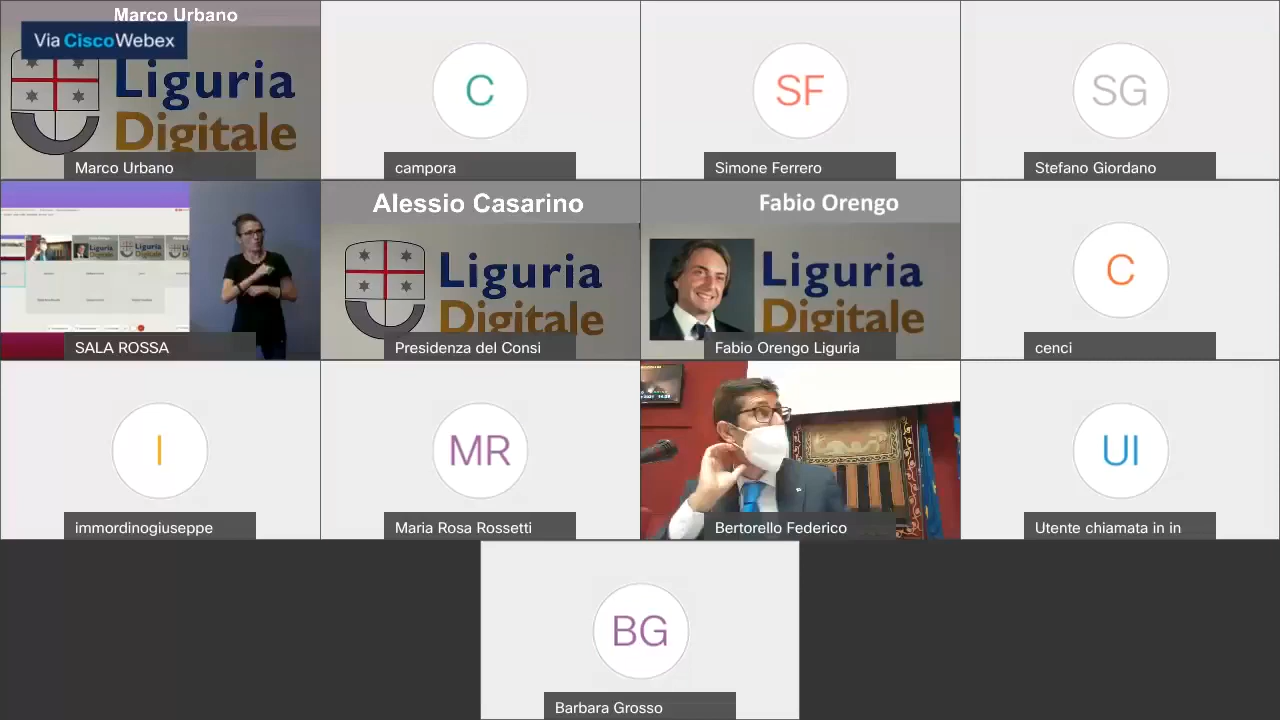 Marco Urbano
Via Cisco Webex
Liguria
Digitale
Marco Urbano
C
campora
SF
Simone Ferrero
SG
Stefano Giordano
SALA ROSSA
Alessio Casarino
Liguria
Digitale
Presidenza del Consi
Fabio Orengo
Liguria
Digitale
Fabio Orengo Liguria
C
cenci
I
immordinogiuseppe
MR
Maria Rosa Rossetti
Bertorello Federico
UI
Utente chiamata in in
BG
Barbara Grosso